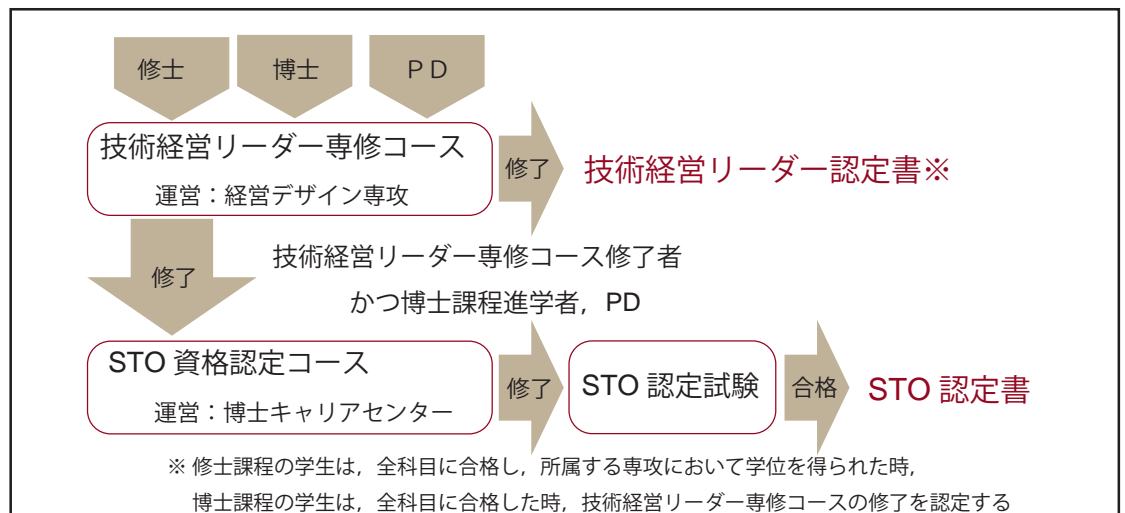 修士
博士
ＰＤ
技術経営リーダー専修コース
運営：経営デザイン専攻
修了
技術経営リーダー認定書※
修了
技術経営リーダー専修コース修了者
かつ博士課程進学者，PD
STO 資格認定コース
運営：博士キャリアセンター
修了
STO 認定試験
合格
STO 認定書
※ 修士課程の学生は，全科目に合格し，所属する専攻において学位を得られた時，
博士課程の学生は，全科目に合格した時，技術経営リーダー専修コースの修了を認定する